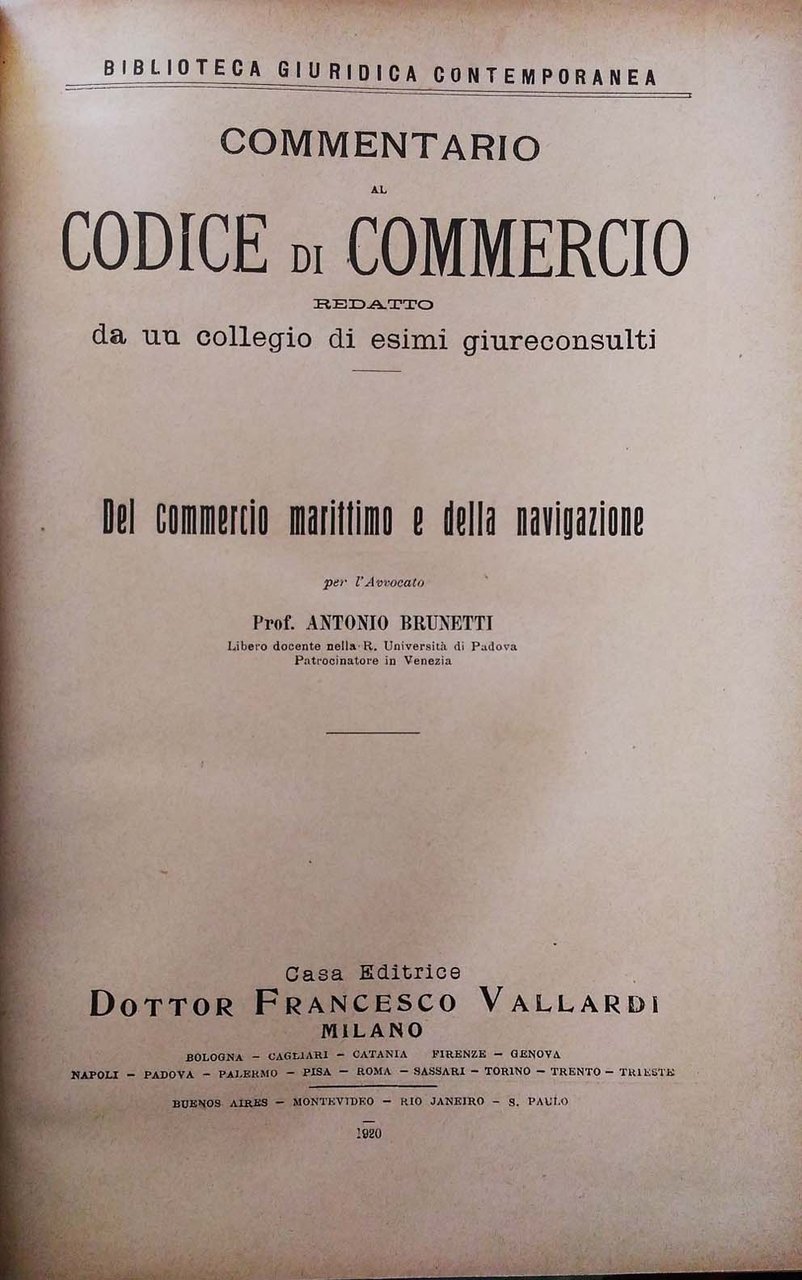 BIBLIOTECA GIURIDICA CONTEMPORANEA
COMMENTARIO
AL
CODICE DI COMMERCIO
REDATTO
da un collegio di esimi giureconsulti
Del commercio marittimo e della navigazione
per l'Avvocato
Prof. ANTONIO BRUNETTI
Libero docente nella R. Università di Padova
Patrocinatore in Venezia
Casa Editrice
DOTTOR FRANCESCO VALLARDI
MILANO
BOLOGNA – CAGLIARI – CATANIA FIRENZE – GENOVA
NAPOLI – PADOVA – PALERMO – PISA – ROMA – SASSARI – TORINO – TRENTO – TRIESTE
BUENOS AIRES – MONTEVIDEO – RIO JANEIRO – S. PAULO
1920